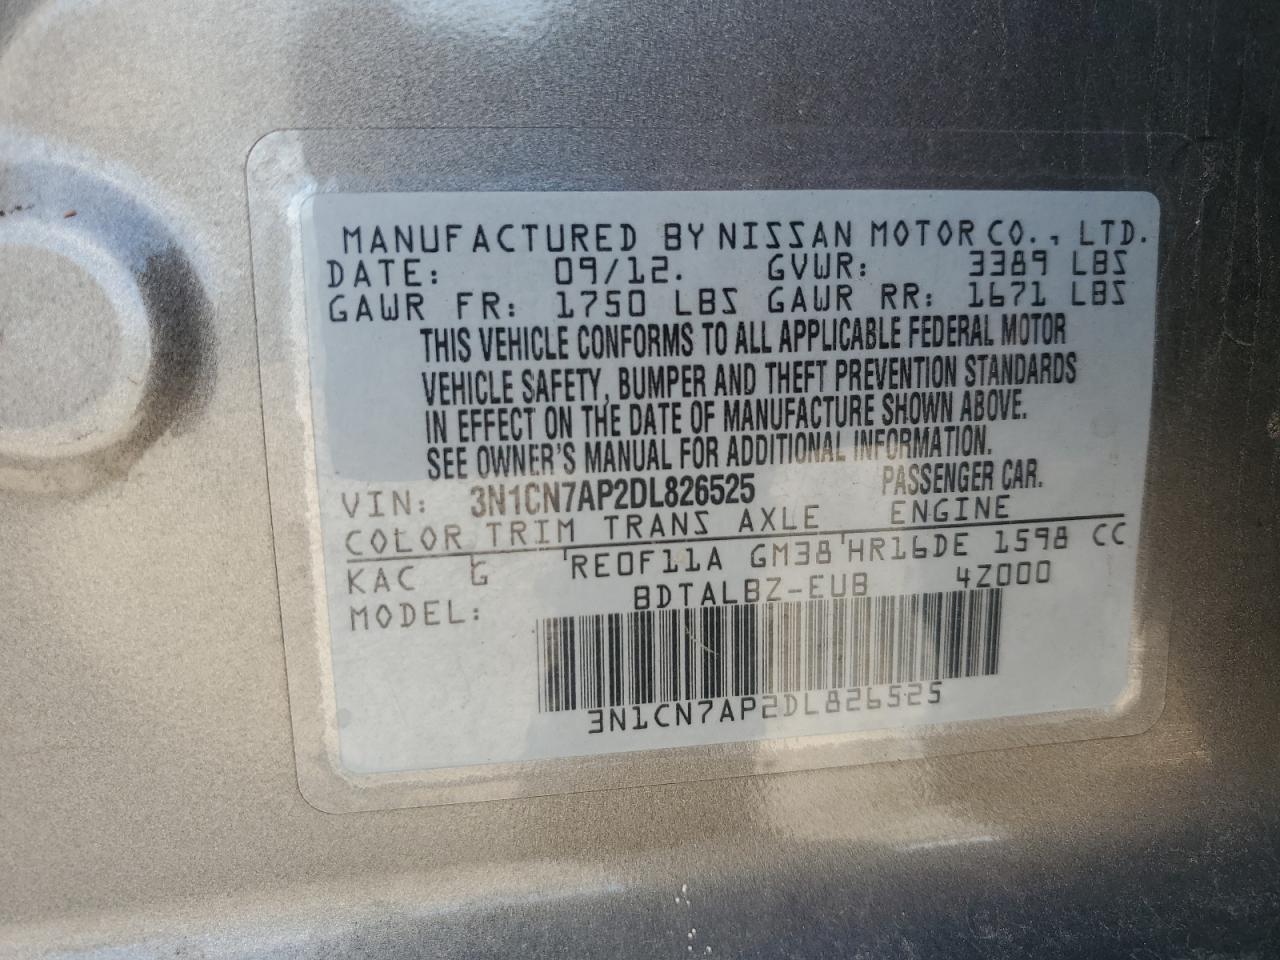 MANUFACTURED BY NISSAN MOTOR CO., LTD.
DATE: 09/12. GVWR: 3389 LBS
GAWR FR: 1750 LBS GAWR RR: 1671 LBS
THIS VEHICLE CONFORMS TO ALL APPLICABLE FEDERAL MOTOR
VEHICLE SAFETY, BUMPER AND THEFT PREVENTION STANDARDS
IN EFFECT ON THE DATE OF MANUFACTURE SHOWN ABOVE.
SEE OWNER'S MANUAL FOR ADDITIONAL INFORMATION.
VIN: 3N1CN7AP2DL826525 PASSENGER CAR.
COLOR TRIM TRANS AXLE ENGINE
KAC G RE0F11A GM38 HR16DE 1598 CC
MODEL: BDTALBZ-EUB 4Z000
3N1CN7AP2DL826525